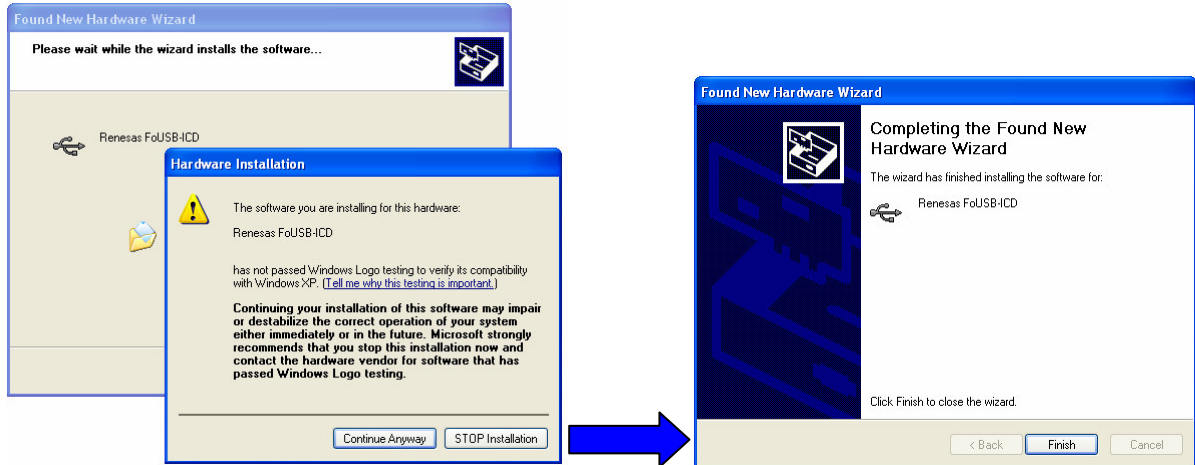 Found New Hardware Wizard
Please wait while the wizard installs the software...
Renesas FoUSB-ICD
Hardware Installation
The software you are installing for this hardware:
Renesas FoUSB-ICD
has not passed Windows Logo testing to verify its compatibility
with Windows XP. (Tell me why this testing is important.)
Continuing your installation of this software may impair
or destabilize the correct operation of your system
either immediately or in the future. Microsoft strongly
recommends that you stop this installation now and
contact the hardware vendor for software that has
passed Windows Logo testing.
Continue Anyway
STOP Installation
Found New Hardware Wizard
Completing the Found New
Hardware Wizard
The wizard has finished installing the software for:
Renesas FoUSB-ICD
Click Finish to close the wizard.
< Back
Finish
Cancel